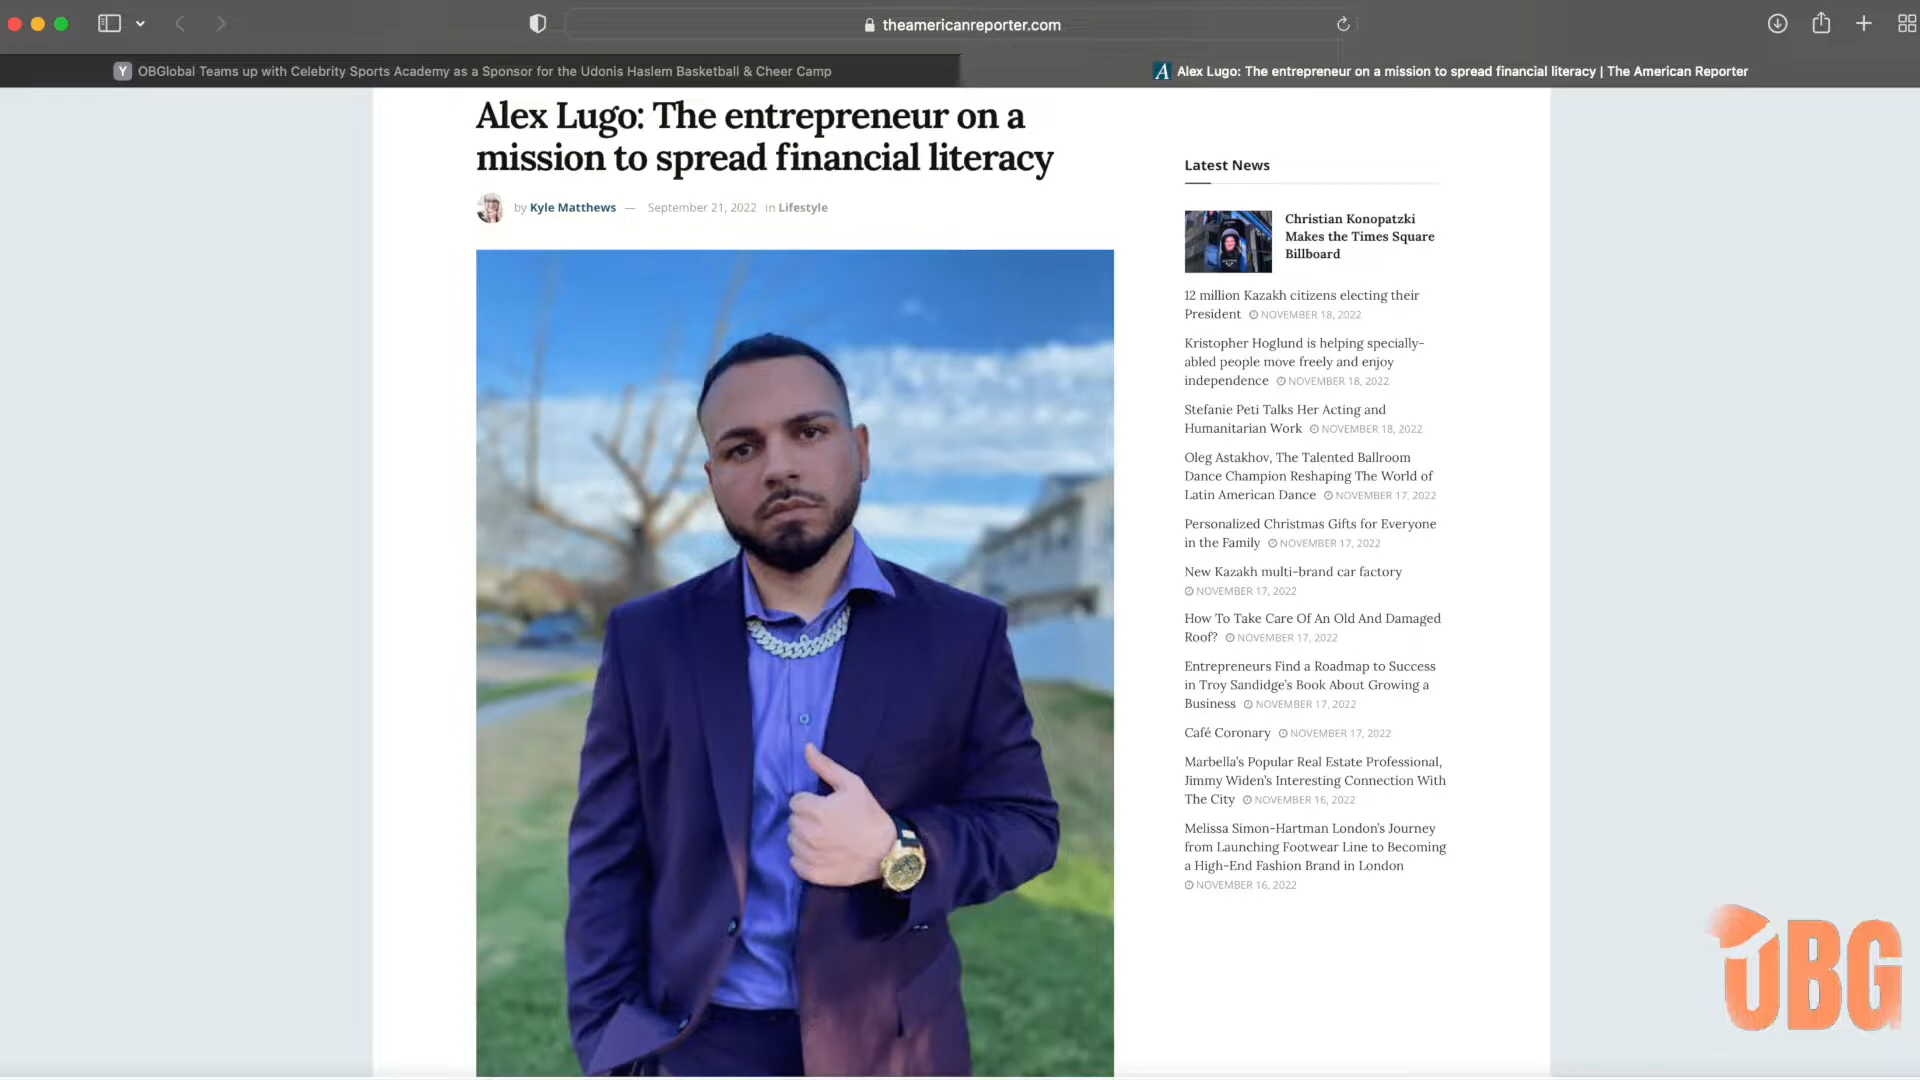 theamericanreporter.com
Y OBGlobal Teams up with Celebrity Sports Academy as a Sponsor for the Udonis Haslem Basketball & Cheer Camp
A Alex Lugo: The entrepreneur on a mission to spread financial literacy | The American Reporter
Alex Lugo: The entrepreneur on a
mission to spread financial literacy
by Kyle Matthews — September 21, 2022 in Lifestyle
Latest News
Christian Konopatzki
Makes the Times Square
Billboard
12 million Kazakh citizens electing their
President NOVEMBER 18, 2022
Kristopher Hoglund is helping specially-
abled people move freely and enjoy
independence NOVEMBER 18, 2022
Stefanie Peti Talks Her Acting and
Humanitarian Work NOVEMBER 18, 2022
Oleg Astakhov, The Talented Ballroom
Dance Champion Reshaping The World of
Latin American Dance NOVEMBER 17, 2022
Personalized Christmas Gifts for Everyone
in the Family NOVEMBER 17, 2022
New Kazakh multi-brand car factory
NOVEMBER 17, 2022
How To Take Care Of An Old And Damaged
Roof? NOVEMBER 17, 2022
Entrepreneurs Find a Roadmap to Success
in Troy Sandidge's Book About Growing a
Business NOVEMBER 17, 2022
Café Coronary NOVEMBER 17, 2022
Marbella's Popular Real Estate Professional,
Jimmy Widen's Interesting Connection With
The City NOVEMBER 16, 2022
Melissa Simon-Hartman London's Journey
from Launching Footwear Line to Becoming
a High-End Fashion Brand in London
NOVEMBER 16, 2022
OBG